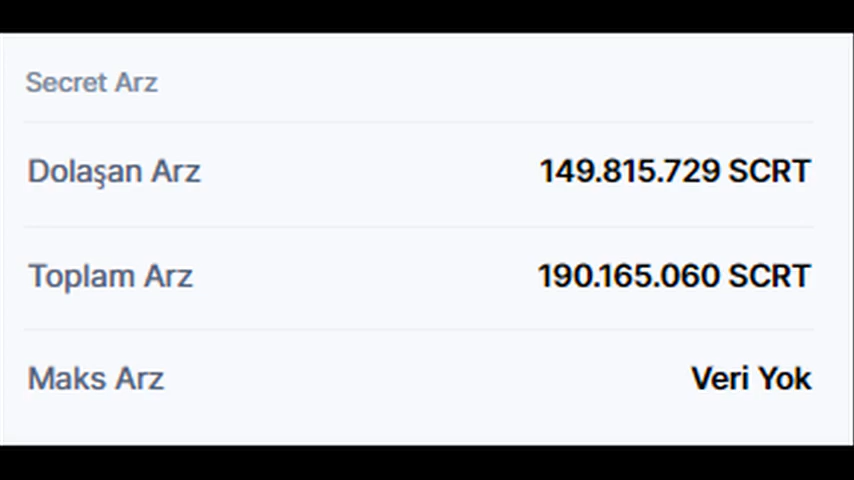 Secret Arz
Dolaşan Arz 149.815.729 SCRT
Toplam Arz 190.165.060 SCRT
Maks Arz Veri Yok